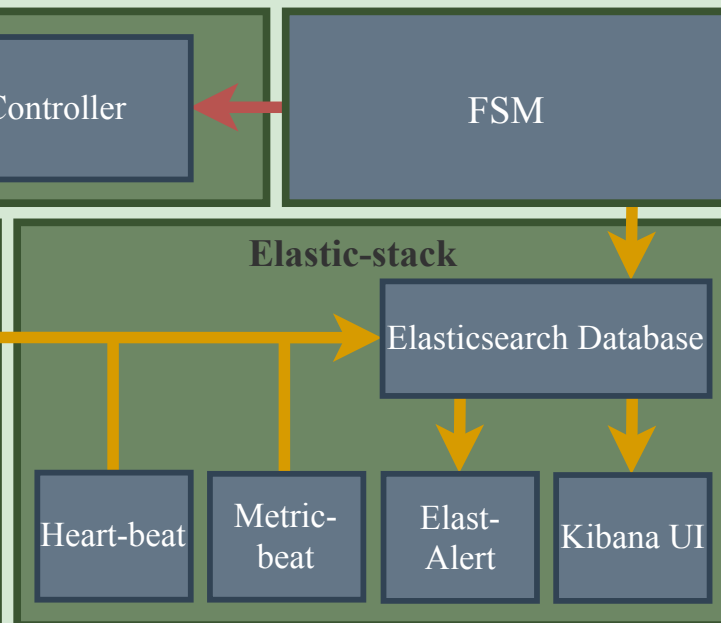 Controller
FSM
Elastic-stack
Elasticsearch Database
Heart-beat
Metric-
beat
Elast-
Alert
Kibana UI